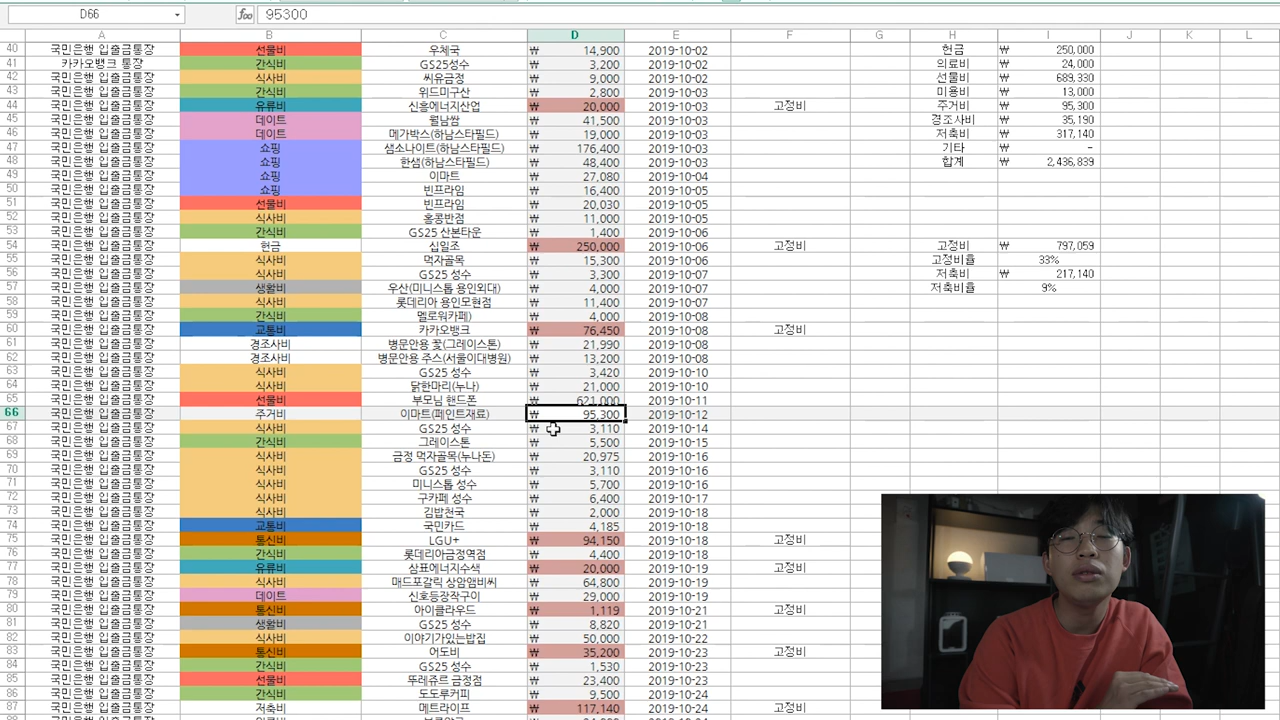 D66 95300
A B C D E F G H I J K L
40 국민은행 입출금통장 선물비 우체국 ₩ 14,900 2019-10-02 현금 ₩ 250,000
41 카카오뱅크 통장 간식비 GS25성수 ₩ 3,200 2019-10-02 의료비 ₩ 24,000
42 국민은행 입출금통장 식사비 씨유금정 ₩ 9,000 2019-10-02 선물비 ₩ 689,330
43 국민은행 입출금통장 간식비 위드미구산 ₩ 2,800 2019-10-03 미용비 ₩ 13,000
44 국민은행 입출금통장 유류비 신흥에너지산업 ₩ 20,000 2019-10-03 고정비 주거비 ₩ 95,300
45 국민은행 입출금통장 데이트 월남쌈 ₩ 41,500 2019-10-03 경조사비 ₩ 35,190
46 국민은행 입출금통장 데이트 메가박스(하남스타필드) ₩ 19,000 2019-10-03 저축비 ₩ 317,140
47 국민은행 입출금통장 쇼핑 샘소나이트(하남스타필드) ₩ 176,400 2019-10-03 기타 ₩ -
48 국민은행 입출금통장 쇼핑 한샘(하남스타필드) ₩ 48,400 2019-10-03 합계 ₩ 2,436,839
49 국민은행 입출금통장 쇼핑 이마트 ₩ 27,080 2019-10-04
50 국민은행 입출금통장 쇼핑 빈프라임 ₩ 16,400 2019-10-05
51 국민은행 입출금통장 선물비 빈프라임 ₩ 20,030 2019-10-05
52 국민은행 입출금통장 식사비 홍콩반점 ₩ 11,000 2019-10-05
53 국민은행 입출금통장 간식비 GS25 산본타운 ₩ 1,400 2019-10-06
54 국민은행 입출금통장 현금 십일조 ₩ 250,000 2019-10-06 고정비 고정비 ₩ 797,059
55 국민은행 입출금통장 식사비 먹자골목 ₩ 15,300 2019-10-06 고정비율 33%
56 국민은행 입출금통장 식사비 GS25 성수 ₩ 3,300 2019-10-07 저축비 ₩ 217,140
57 국민은행 입출금통장 생활비 우산(미니스톱 용인외대) ₩ 4,000 2019-10-07 저축비율 9%
58 국민은행 입출금통장 식사비 롯데리아 용인모현점 ₩ 11,400 2019-10-07
59 국민은행 입출금통장 간식비 멜로워카페) ₩ 4,000 2019-10-08
60 국민은행 입출금통장 교통비 카카오뱅크 ₩ 76,450 2019-10-08 고정비
61 국민은행 입출금통장 경조사비 병문안용 꽃(그레이스톤) ₩ 21,990 2019-10-08
62 국민은행 입출금통장 경조사비 병문안용 주스(서울이대병원) ₩ 13,200 2019-10-08
63 국민은행 입출금통장 식사비 GS25 성수 ₩ 3,420 2019-10-10
64 국민은행 입출금통장 식사비 닭한마리(누나) ₩ 21,000 2019-10-10
65 국민은행 입출금통장 선물비 부모님 핸드폰 ₩ 621,000 2019-10-11
66 국민은행 입출금통장 주거비 이마트(페인트재료) ₩ 95,300 2019-10-12
67 국민은행 입출금통장 식사비 GS25 성수 ₩ 3,110 2019-10-14
68 국민은행 입출금통장 간식비 그레이스톤 ₩ 5,500 2019-10-15
69 국민은행 입출금통장 식사비 금정 먹자골목(누나돈) ₩ 20,975 2019-10-16
70 국민은행 입출금통장 식사비 GS25 성수 ₩ 3,110 2019-10-16
71 국민은행 입출금통장 식사비 미니스톱 성수 ₩ 5,700 2019-10-16
72 국민은행 입출금통장 식사비 구카페 성수 ₩ 6,400 2019-10-17
73 국민은행 입출금통장 식사비 김밥천국 ₩ 2,000 2019-10-18
74 국민은행 입출금통장 교통비 국민카드 ₩ 4,185 2019-10-18
75 국민은행 입출금통장 통신비 LGU+ ₩ 94,150 2019-10-18 고정비
76 국민은행 입출금통장 간식비 롯데리아금정역점 ₩ 4,400 2019-10-18
77 국민은행 입출금통장 유류비 삼표에너지수색 ₩ 20,000 2019-10-19 고정비
78 국민은행 입출금통장 식사비 매드포갈릭 상암앰비씨 ₩ 64,800 2019-10-19
79 국민은행 입출금통장 데이트 신호등장작구이 ₩ 29,000 2019-10-19
80 국민은행 입출금통장 통신비 아이클라우드 ₩ 1,119 2019-10-21 고정비
81 국민은행 입출금통장 생활비 ₩ 8,820 2019-10-21
82 국민은행 입출금통장 식사비 이야기가있는밥집 ₩ 50,000 2019-10-22
83 국민은행 입출금통장 통신비 어도비 ₩ 35,200 2019-10-23 고정비
84 국민은행 입출금통장 간식비 GS25 성수 ₩ 1,530 2019-10-23
85 국민은행 입출금통장 선물비 뚜레쥬르 금정점 ₩ 23,400 2019-10-23
86 국민은행 입출금통장 간식비 도도루커피 ₩ 9,500 2019-10-24
87 국민은행 입출금통장 저축비 메트라이프 ₩ 117,140 2019-10-24 고정비